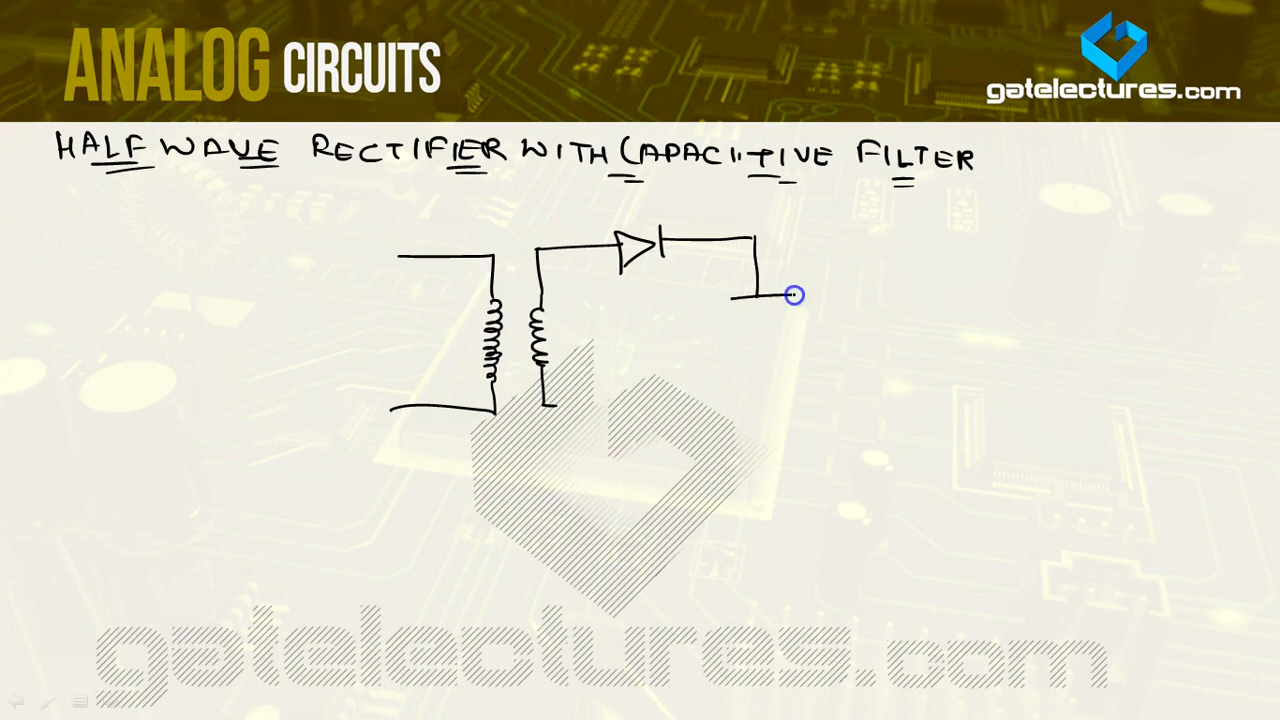 ANALOG CIRCUITS
gatelectures.com
HALF WAVE RECTIFIER WITH CAPACITIVE FILTER
gatelectures.com